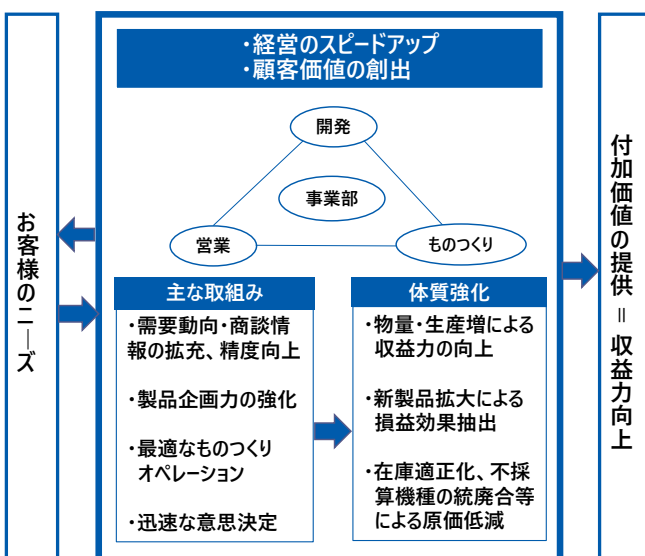 お客様のニーズ
・経営のスピードアップ
・顧客価値の創出
開発
事業部
営業
ものつくり
主な取組み
・需要動向・商談情
報の拡充、精度向上
・製品企画力の強化
・最適なものつくり
オペレーション
・迅速な意思決定
体質強化
・物量・生産増による
収益力の向上
・新製品拡大による
損益効果抽出
・在庫適正化、不採
算機種の統廃合等
による原価低減
付加価値の提供＝収益力向上